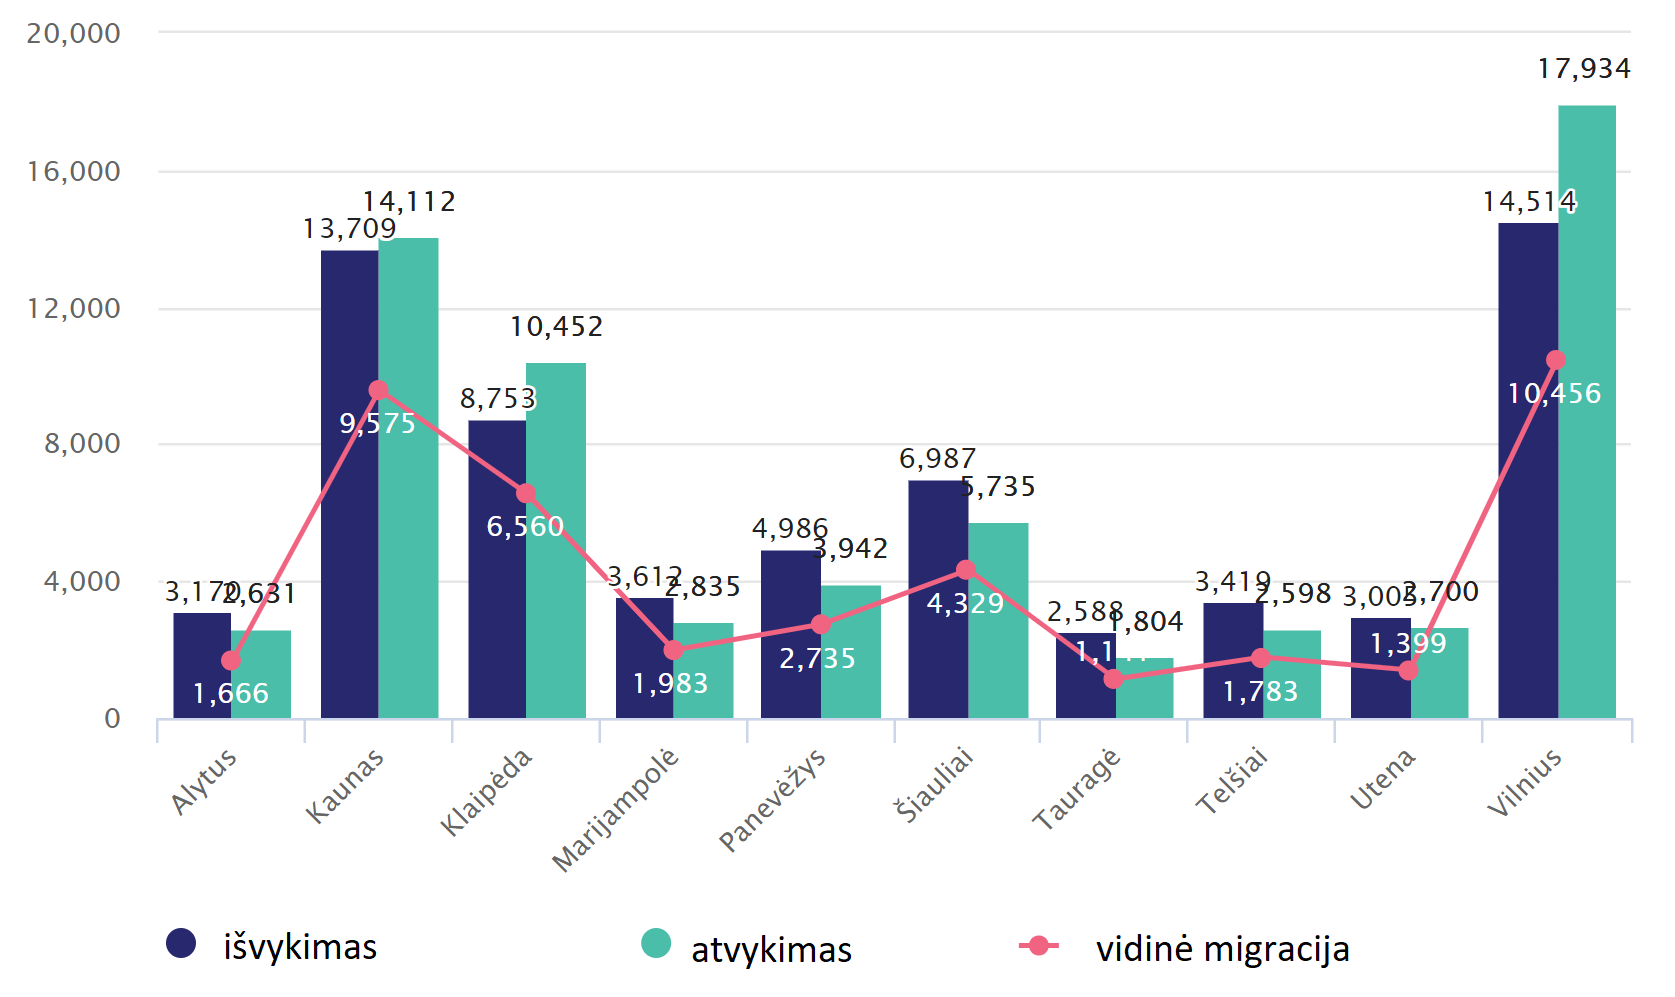 20,000
16,000
12,000
8,000
4,000
0
3,170
2,631
1,666
13,709
14,112
9,575
8,753
10,452
6,560
3,612
2,835
1,983
4,986
3,942
2,735
6,987
5,735
4,329
2,588
1,804
3,419
2,598
1,783
3,005
2,700
1,399
14,514
17,934
10,456
Alytus
Kaunas
Klaipėda
Marijampolė
Panevėžys
Šiauliai
Tauragė
Telšiai
Utena
Vilnius
išvykimas
atvykimas
vidinė migracija